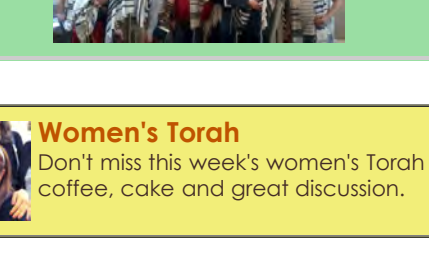 Women's Torah
Don't miss this week's women's Torah
coffee, cake and great discussion.